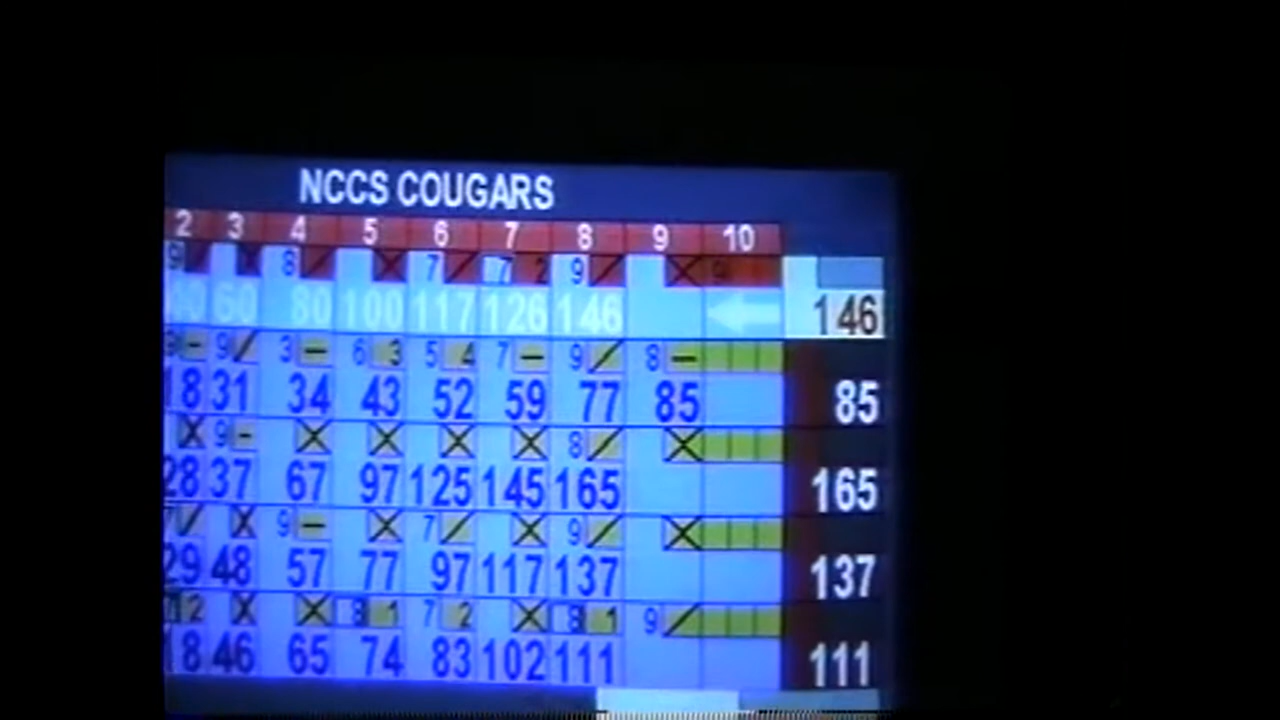 NCCS COUGARS
2 3 4 5 6 7 8 9 10
9 / X 8 / X 7 / 7 2 9 / X 9
60 80 100 117 126 146 146
9 - 9 / 3 - 6 3 5 4 7 - 9 / 8 -
18 31 34 43 52 59 77 85 85
X 9 - X X X X 8 / X
28 37 67 97 125 145 165 165
7 / X 9 - X 7 / X 9 / X
29 48 57 77 97 117 137 137
2 X X 8 1 7 2 X 8 1 9 /
18 46 65 74 83 102 111 111